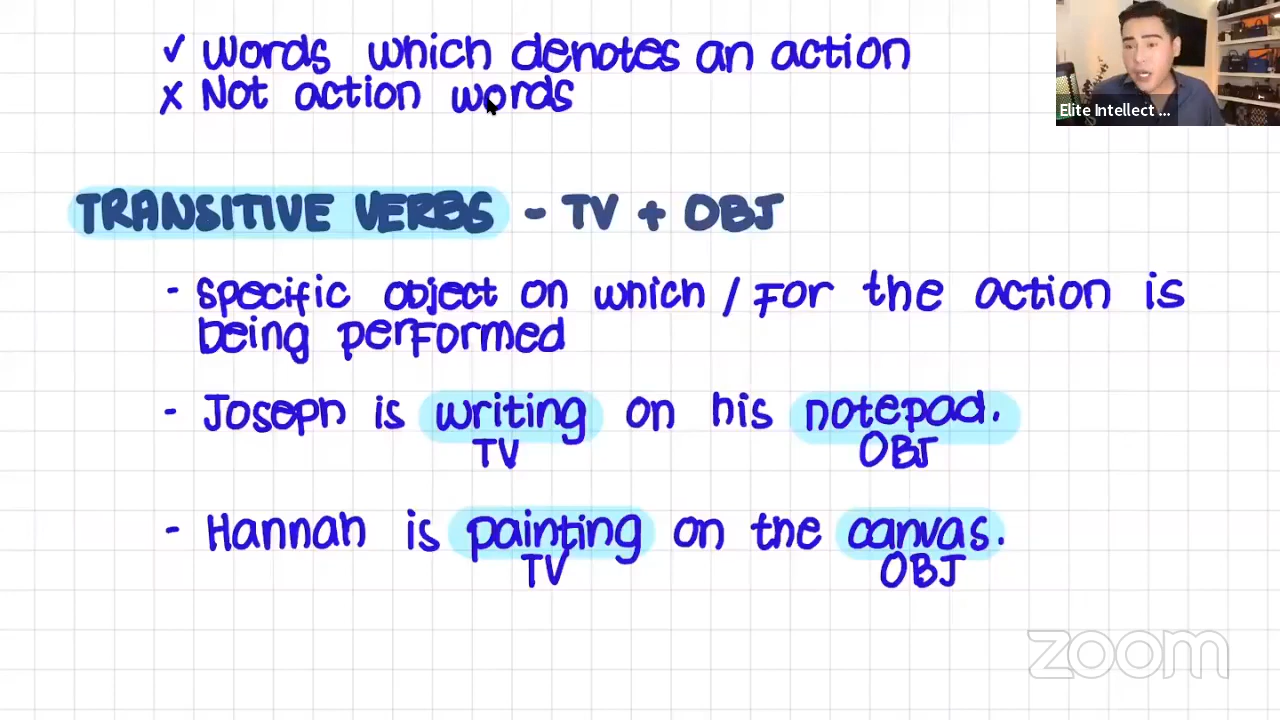 ✓ Words which denotes an action
x Not action words
Elite Intellect ...
TRANSITIVE VERBS - TV + OBJ
- Specific object on which / For the action is
being performed
- Joseph is writing on his notepad.
TV OBJ
- Hannah is painting on the canvas.
TV OBJ
zoom